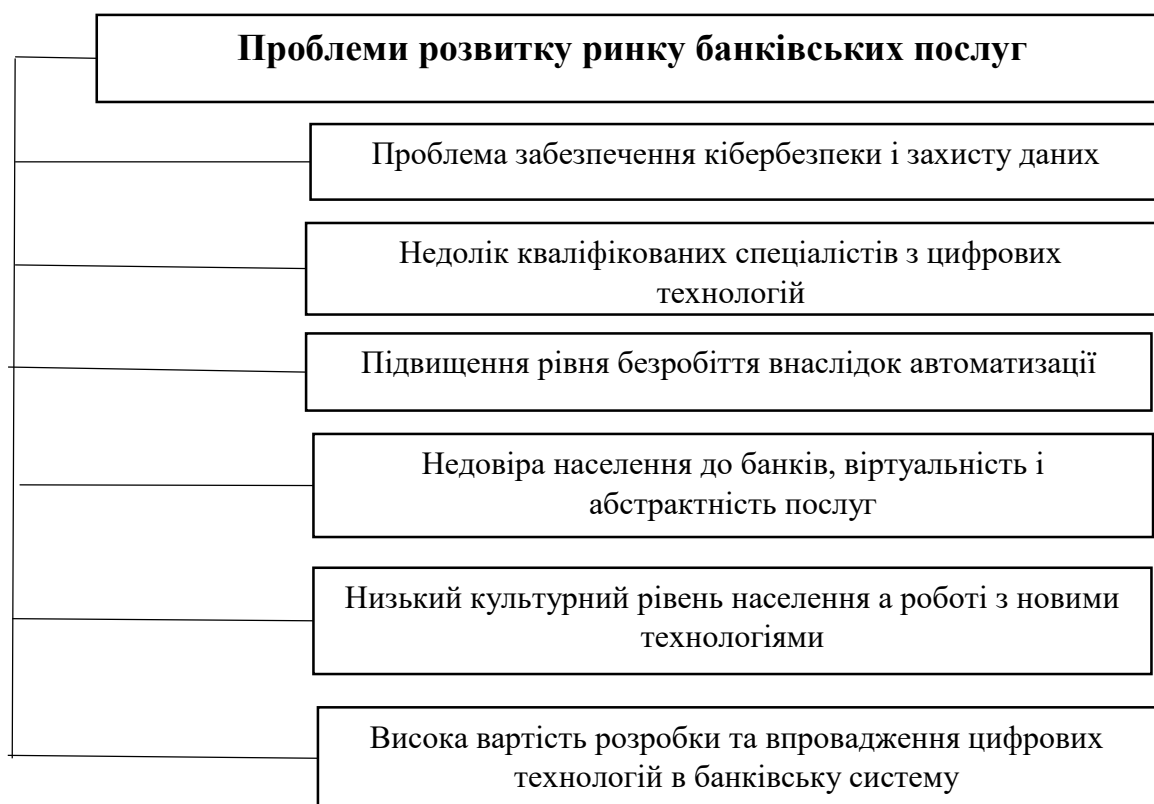 Проблеми розвитку ринку банківських послуг
Проблема забезпечення кібербезпеки і захисту даних
Недолік кваліфікованих спеціалістів з цифрових
технологій
Підвищення рівня безробіття внаслідок автоматизації
Недовіра населення до банків, віртуальність і
абстрактність послуг
Низький культурний рівень населення а роботі з новими
технологіями
Висока вартість розробки та впровадження цифрових
технологій в банківську систему